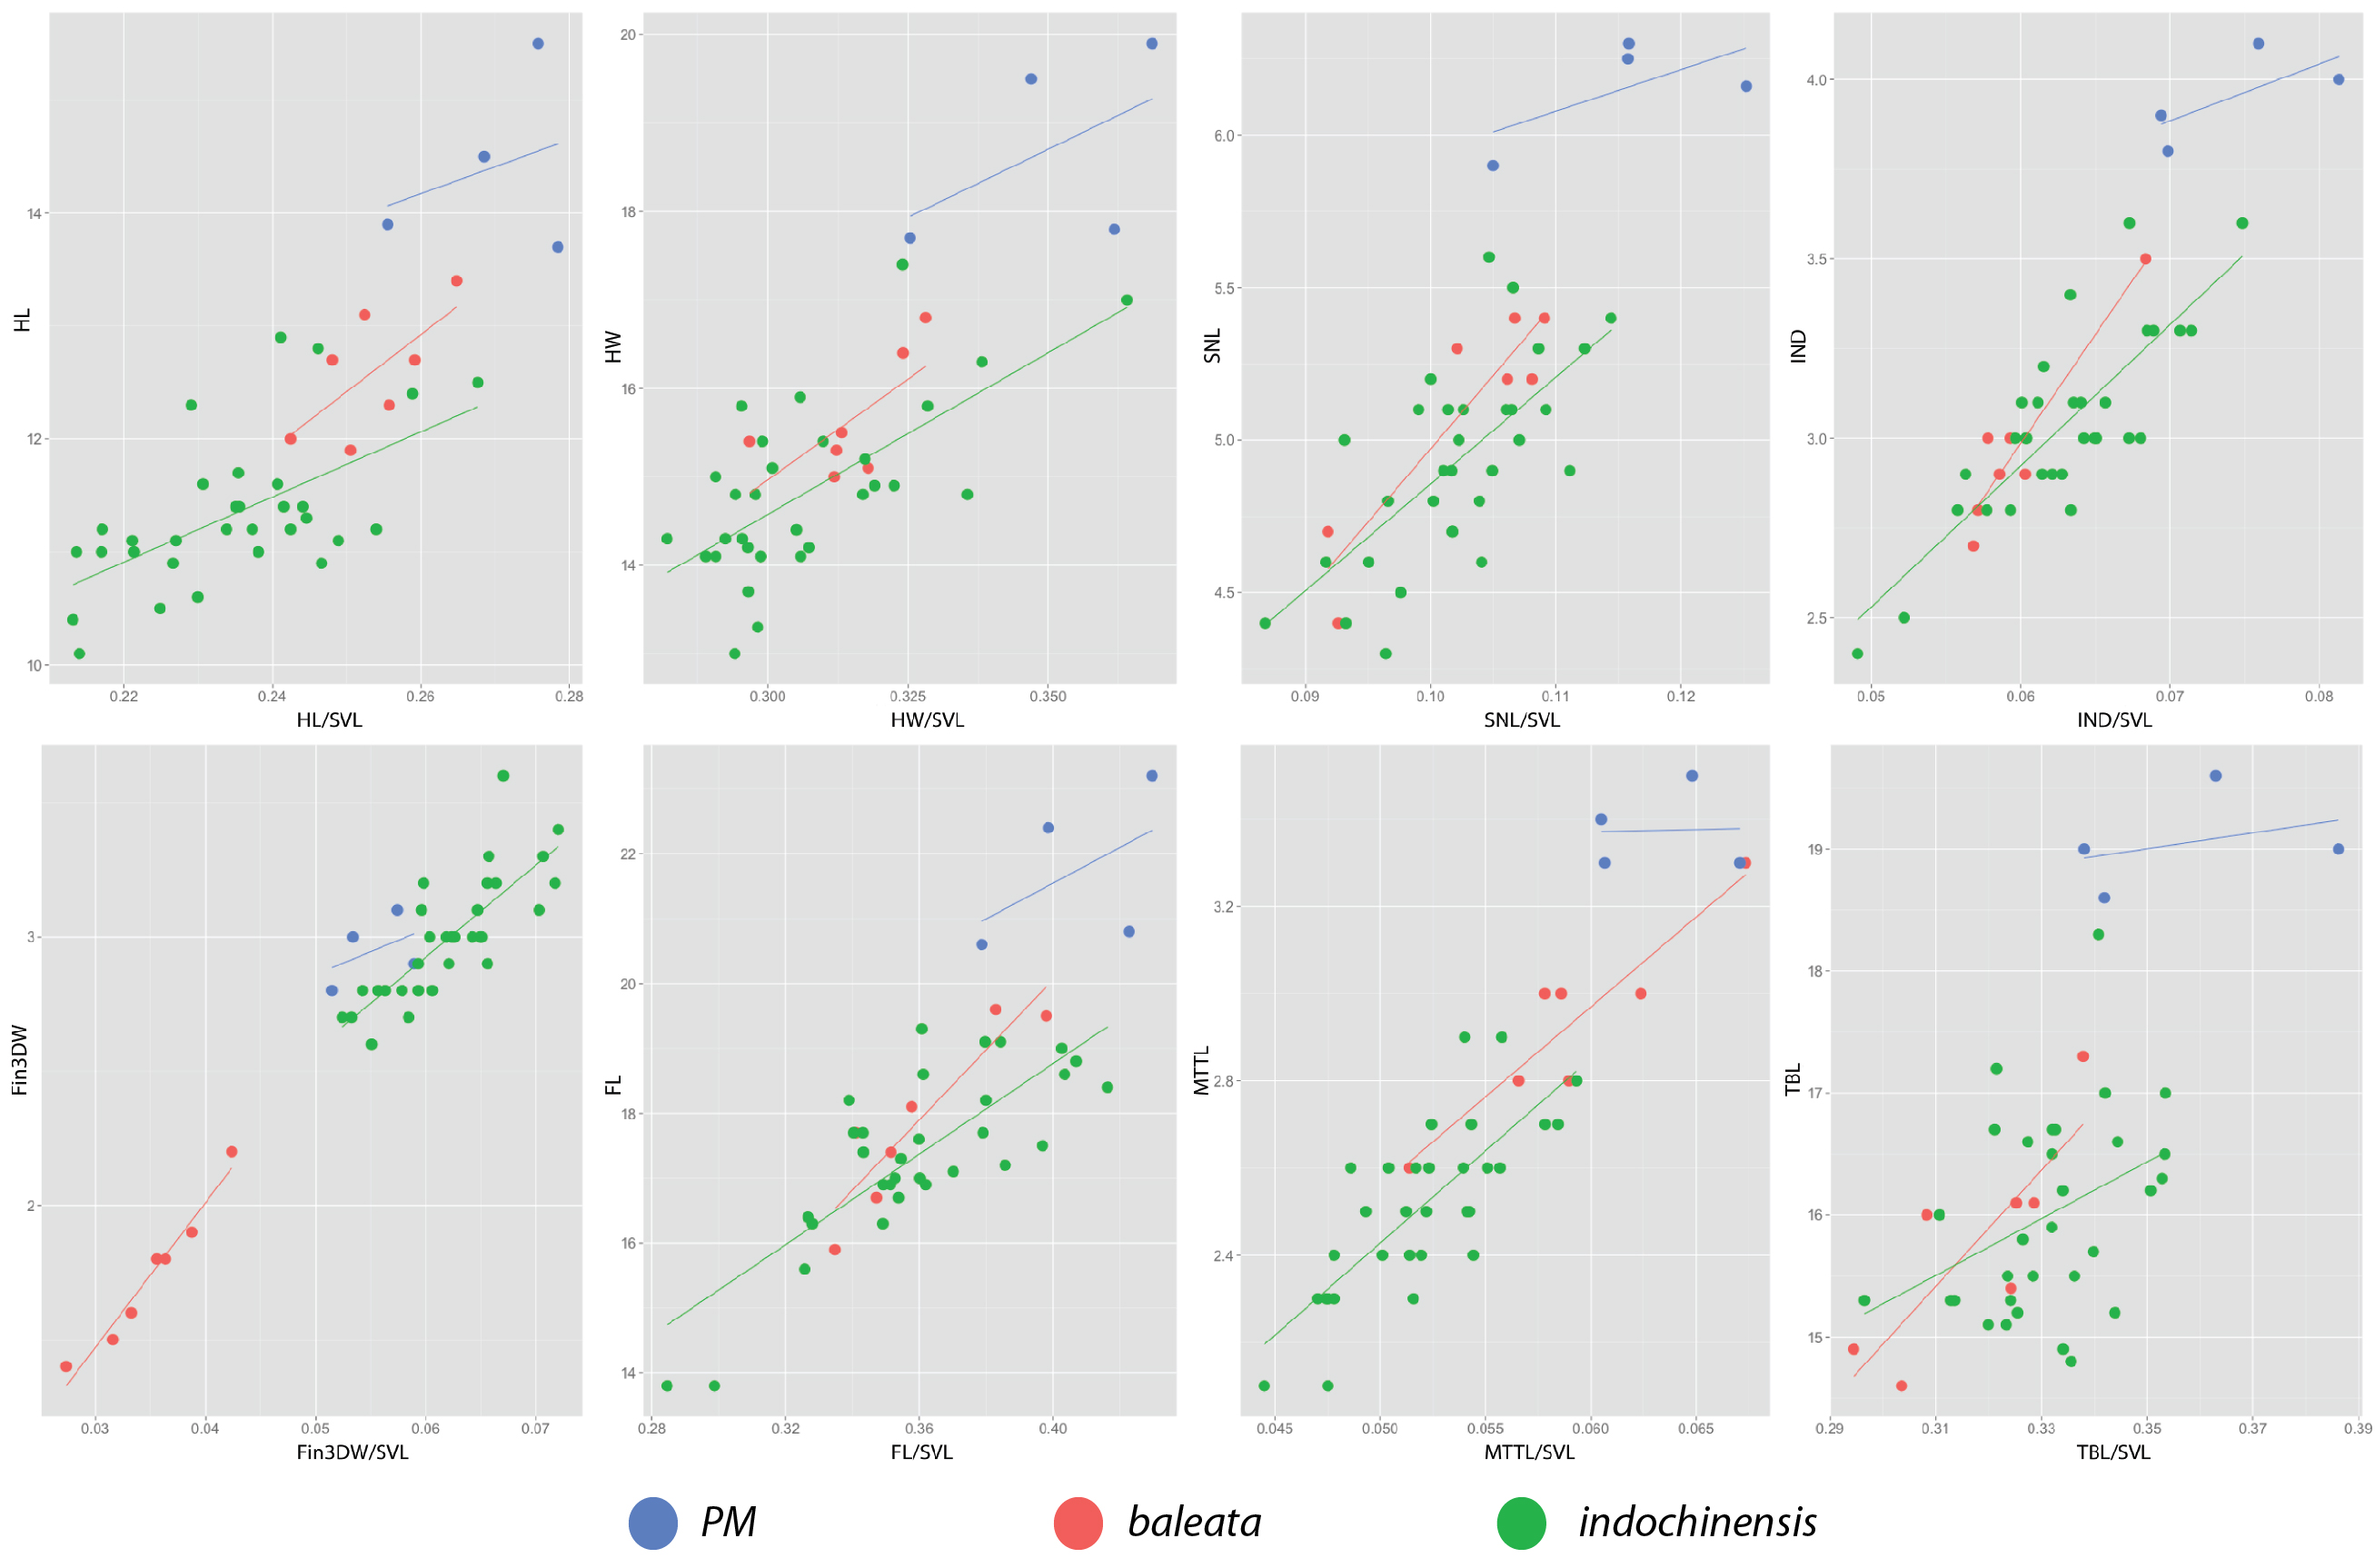 HL
14
12
10
0.22 0.24 0.26 0.28
HL/SVL
HW
20
18
16
14
0.300 0.325 0.350
HW/SVL
SNL
6.0
5.5
5.0
4.5
0.09 0.10 0.11 0.12
SNL/SVL
IND
4.0
3.5
3.0
2.5
0.05 0.06 0.07 0.08
IND/SVL
Fin3DW
3
2
0.03 0.04 0.05 0.06 0.07
Fin3DW/SVL
FL
22
20
18
16
14
0.28 0.32 0.36 0.40
FL/SVL
MTTL
3.2
2.8
2.4
0.045 0.050 0.055 0.060 0.065
MTTL/SVL
TBL
19
18
17
16
15
0.29 0.31 0.33 0.35 0.37 0.39
TBL/SVL
PM baleata indochinensis